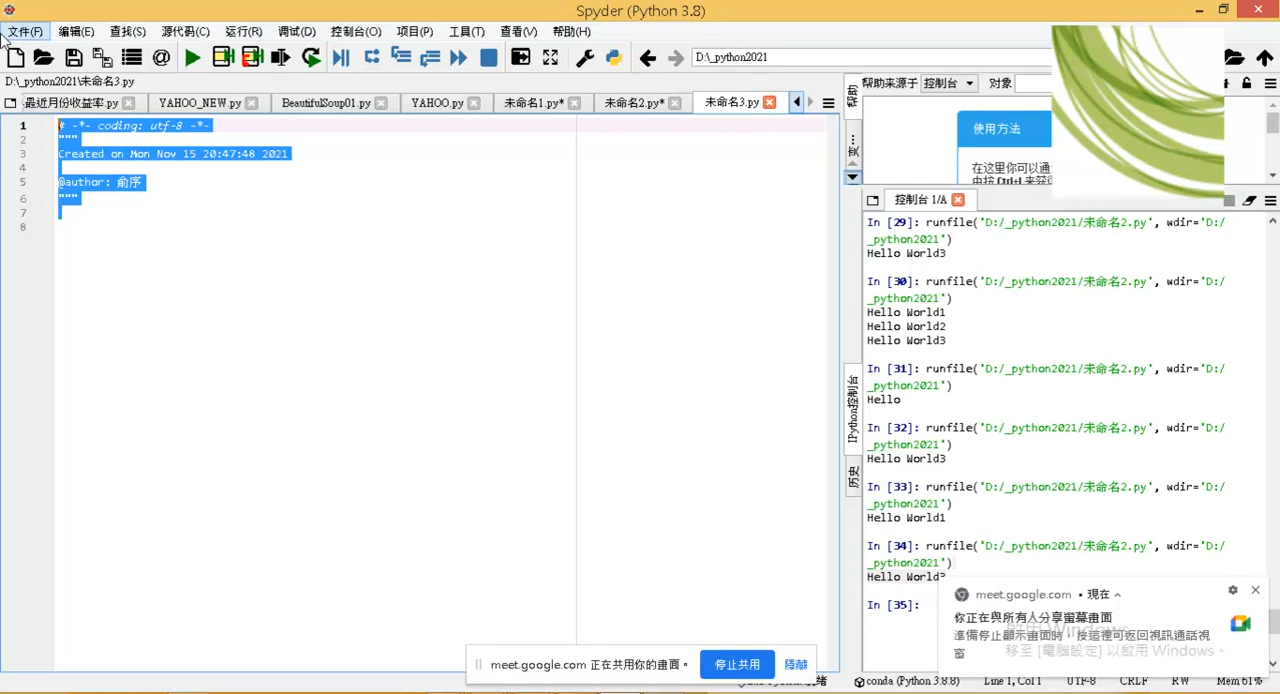 Spyder (Python 3.8)
文件(F) 编辑(E) 查找(S) 源代码(C) 运行(R) 调试(D) 控制台(O) 项目(P) 工具(T) 查看(V) 帮助(H)
D:\_python2021
D:\_python2021\未命名3.py
最近月份收益率.py YAHOO_NEW.py BeautifulSoup01.py YAHOO.py 未命名1.py* 未命名2.py* 未命名3.py
1 # -*- coding: utf-8 -*-
2 """
3 Created on Mon Nov 15 20:47:48 2021
4
5 @author: 俞序
6 """
7
8
帮助来源于 控制台 对象
帮助
使用方法
在这里你可以通
由按 Ctrl+I 来获得
控制台 1/A
IPython控制台
历史
In [29]: runfile('D:/_python2021/未命名2.py', wdir='D:/
_python2021')
Hello World3
In [30]: runfile('D:/_python2021/未命名2.py', wdir='D:/
_python2021')
Hello World1
Hello World2
Hello World3
In [31]: runfile('D:/_python2021/未命名2.py', wdir='D:/
_python2021')
Hello
In [32]: runfile('D:/_python2021/未命名2.py', wdir='D:/
_python2021')
Hello World3
In [33]: runfile('D:/_python2021/未命名2.py', wdir='D:/
_python2021')
Hello World1
In [34]: runfile('D:/_python2021/未命名2.py', wdir='D:/
_python2021')
Hello World3
In [35]:
meet.google.com • 現在
你正在與所有人分享螢幕畫面
準備停止顯示畫面時，按這裡可返回視訊通話視
窗
啟用 Windows
移至 [電腦設定] 以啟用 Windows。
meet.google.com 正在共用你的畫面。 停止共用 隱藏
conda (Python 3.8.8) Line 1, Col 1 UTF-8 CRLF RW Mem 61%